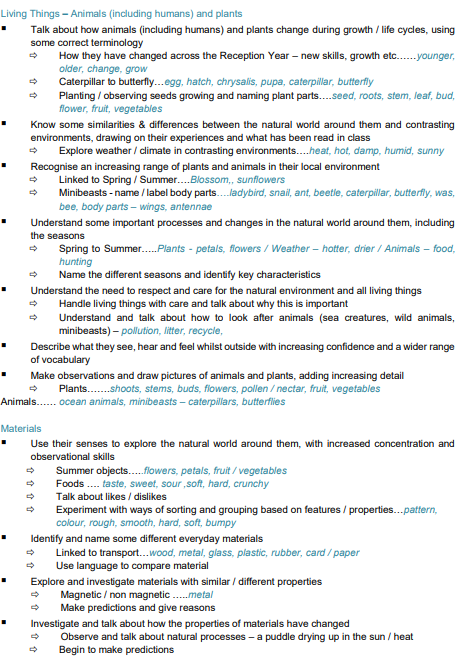 Living Things – Animals (including humans) and plants
▪ Talk about how animals (including humans) and plants change during growth / life cycles, using
some correct terminology
⇨ How they have changed across the Reception Year – new skills, growth etc……younger,
older, change, grow
⇨ Caterpillar to butterfly…egg, hatch, chrysalis, pupa, caterpillar, butterfly
⇨ Planting / observing seeds growing and naming plant parts….seed, roots, stem, leaf, bud,
flower, fruit, vegetables
▪ Know some similarities & differences between the natural world around them and contrasting
environments, drawing on their experiences and what has been read in class
⇨ Explore weather / climate in contrasting environments….heat, hot, damp, humid, sunny
▪ Recognise an increasing range of plants and animals in their local environment
⇨ Linked to Spring / Summer….Blossom,, sunflowers
⇨ Minibeasts - name / label body parts….ladybird, snail, ant, beetle, caterpillar, butterfly, was,
bee, body parts – wings, antennae
▪ Understand some important processes and changes in the natural world around them, including
the seasons
⇨ Spring to Summer…..Plants - petals, flowers / Weather – hotter, drier / Animals – food,
hunting
⇨ Name the different seasons and identify key characteristics
▪ Understand the need to respect and care for the natural environment and all living things
⇨ Handle living things with care and talk about why this is important
⇨ Understand and talk about how to look after animals (sea creatures, wild animals,
minibeasts) – pollution, litter, recycle,
▪ Describe what they see, hear and feel whilst outside with increasing confidence and a wider range
of vocabulary
▪ Make observations and draw pictures of animals and plants, adding increasing detail
⇨ Plants…….shoots, stems, buds, flowers, pollen / nectar, fruit, vegetables
Animals…… ocean animals, minibeasts – caterpillars, butterflies
Materials
▪ Use their senses to explore the natural world around them, with increased concentration and
observational skills
⇨ Summer objects…..flowers, petals, fruit / vegetables
⇨ Foods …. taste, sweet, sour ,soft, hard, crunchy
⇨ Talk about likes / dislikes
⇨ Experiment with ways of sorting and grouping based on features / properties…pattern,
colour, rough, smooth, hard, soft, bumpy
▪ Identify and name some different everyday materials
⇨ Linked to transport…wood, metal, glass, plastic, rubber, card / paper
⇨ Use language to compare material
▪ Explore and investigate materials with similar / different properties
⇨ Magnetic / non magnetic …..metal
⇨ Make predictions and give reasons
▪ Investigate and talk about how the properties of materials have changed
⇨ Observe and talk about natural processes – a puddle drying up in the sun / heat
⇨ Begin to make predictions